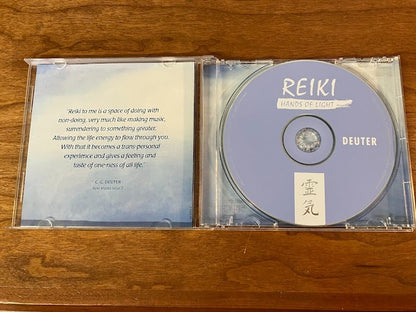 "Reiki to me is a space of doing with
non-doing, very much like making music,
surrendering to something greater.
Allowing the life energy to flow through you.
With that it becomes a trans-personal
experience and gives a feeling and
taste of one-ness of all life."
C. G. DEUTER
REIKI
HANDS OF LIGHT
DEUTER
靈
氣